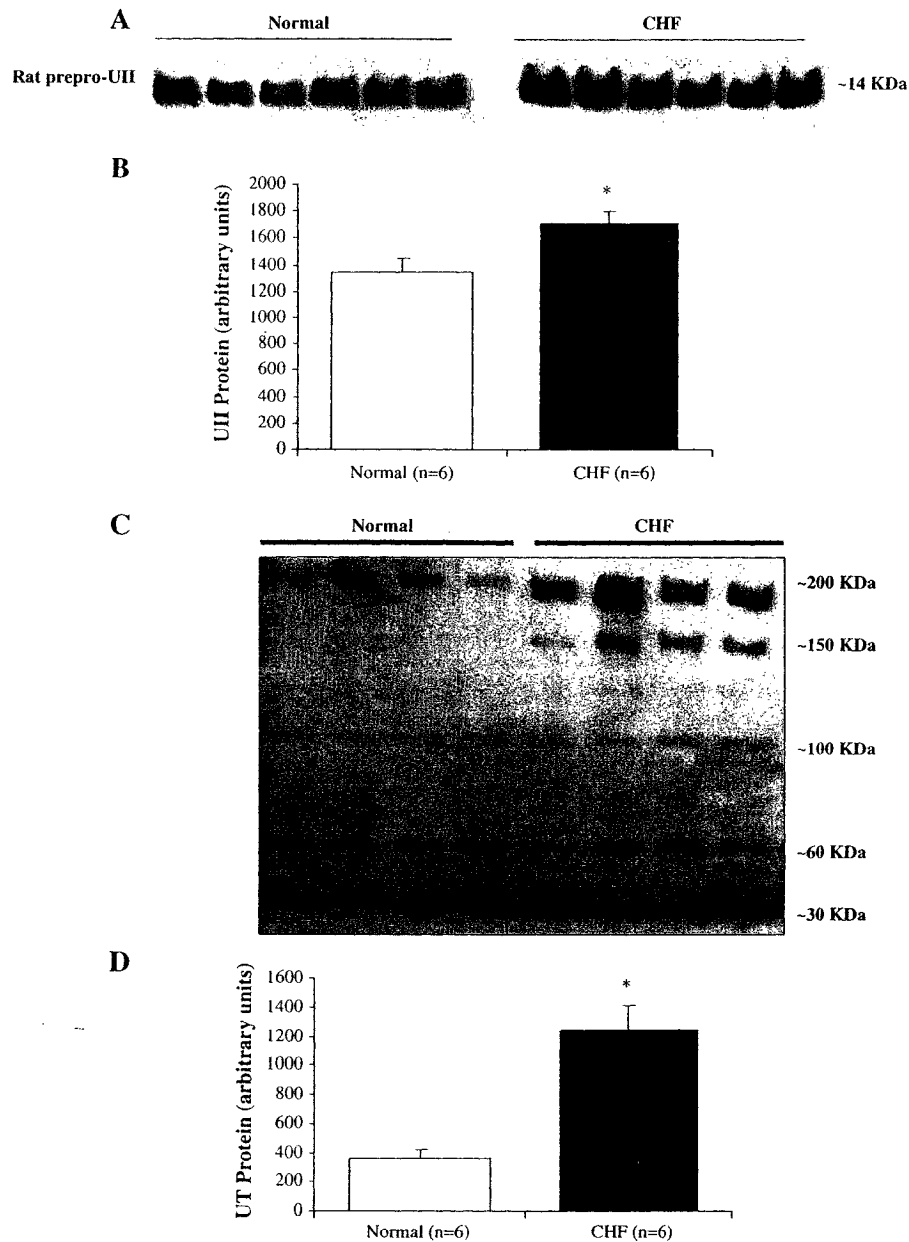 A
Normal
CHF
Rat prepro-UII
~14 KDa
B
UII Protein (arbitrary units)
2000
1800
1600
1400
1200
1000
800
600
400
200
0
*
Normal (n=6)
CHF (n=6)
C
Normal
CHF
~200 KDa
~150 KDa
~100 KDa
~60 KDa
~30 KDa
D
UT Protein (arbitrary units)
1600
1400
1200
1000
800
600
400
200
0
*
Normal (n=6)
CHF (n=6)